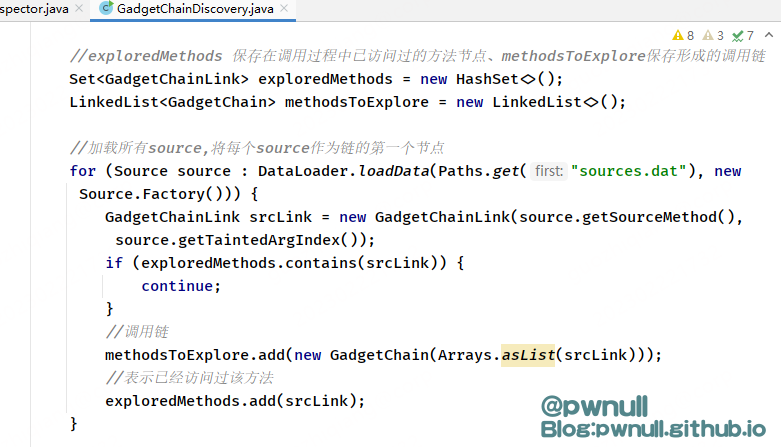 spector.java × GadgetChainDiscovery.java ×
8 3 7
//exploredMethods 保存在调用过程中已访问过的方法节点、methodsToExplore保存形成的调用链
Set<GadgetChainLink> exploredMethods = new HashSet<>();
LinkedList<GadgetChain> methodsToExplore = new LinkedList<>();
//加载所有source,将每个source作为链的第一个节点
for (Source source : DataLoader.loadData(Paths.get( first: "sources.dat"), new
Source.Factory())) {
GadgetChainLink srcLink = new GadgetChainLink(source.getSourceMethod(),
source.getTaintedArgIndex());
if (exploredMethods.contains(srcLink)) {
continue;
}
//调用链
methodsToExplore.add(new GadgetChain(Arrays.asList(srcLink)));
//表示已经访问过该方法
exploredMethods.add(srcLink);
}
@pwnull
Blog:pwnull.github.io